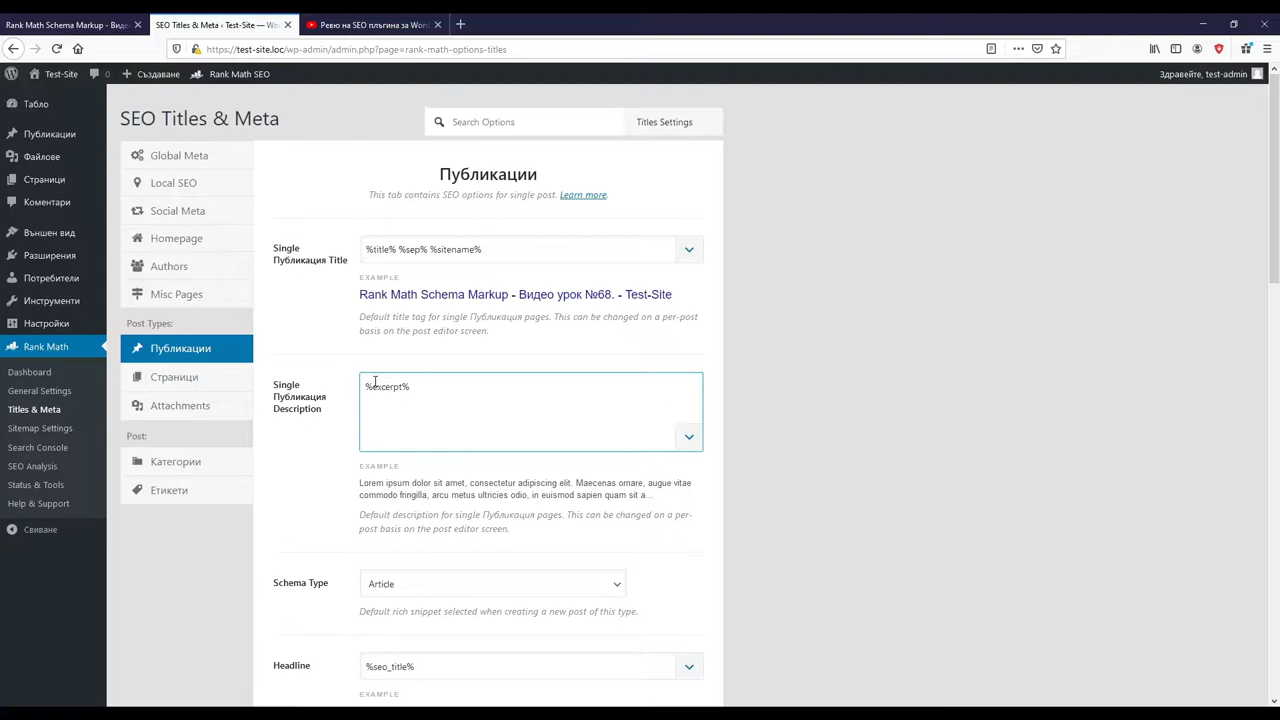 Rank Math Schema Markup - Виде
SEO Titles & Meta ‹ Test-Site — Wo
Ревю на SEO плъгина за Word
https://test-site.loc/wp-admin/admin.php?page=rank-math-options-titles
Test-Site
0
Създаване
Rank Math SEO
Здравейте, test-admin
Табло
Публикации
Файлове
Страници
Коментари
Външен вид
Разширения
Потребители
Инструменти
Настройки
Rank Math
Dashboard
General Settings
Titles & Meta
Sitemap Settings
Search Console
SEO Analysis
Status & Tools
Help & Support
Свиване
SEO Titles & Meta
Search Options
Titles Settings
Global Meta
Local SEO
Social Meta
Homepage
Authors
Misc Pages
Post Types:
Публикации
Страници
Attachments
Post:
Категории
Етикети
Публикации
This tab contains SEO options for single post. Learn more.
Single
Публикация Title
%title% %sep% %sitename%
EXAMPLE
Rank Math Schema Markup - Видео урок №68. - Test-Site
Default title tag for single Публикация pages. This can be changed on a per-post
basis on the post editor screen.
Single
Публикация
Description
%excerpt%
EXAMPLE
Lorem ipsum dolor sit amet, consectetur adipiscing elit. Maecenas ornare, augue vitae
commodo fringilla, arcu metus ultricies odio, in euismod sapien quam sit a...
Default description for single Публикация pages. This can be changed on a per-
post basis on the post editor screen.
Schema Type
Article
Default rich snippet selected when creating a new post of this type.
Headline
%seo_title%
EXAMPLE